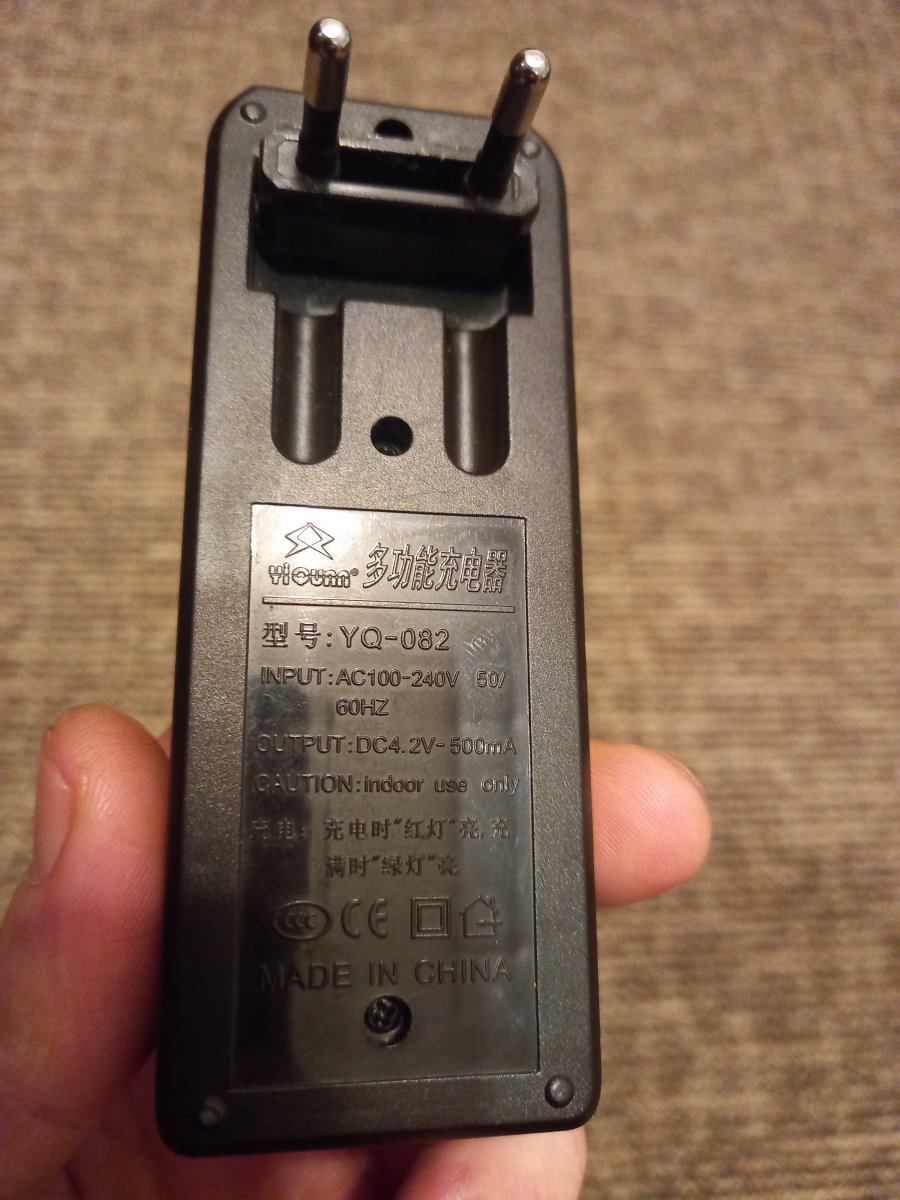 YiQuan® 多功能充电器
型号:YQ-082
INPUT:AC100-240V 50/
60HZ
OUTPUT:DC4.2V-500mA
CAUTION:indoor use only
充电: 充电时"红灯"亮,充
满时"绿灯"亮
CCC CE
MADE IN CHINA